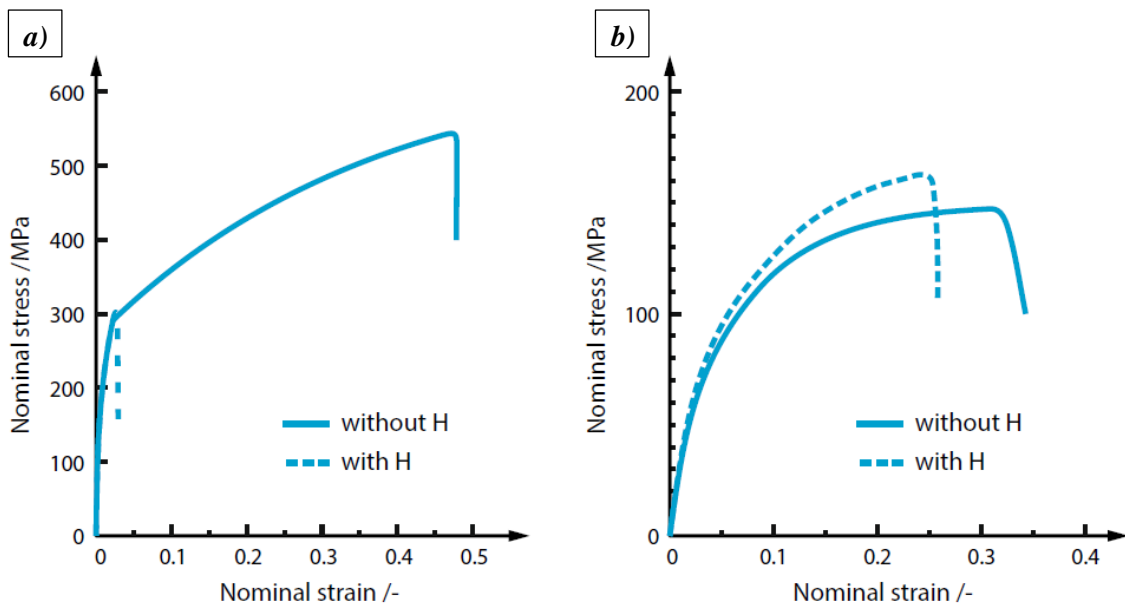 a)
600
500
400
300
200
100
0
Nominal stress /MPa
without H
with H
0 0.1 0.2 0.3 0.4 0.5
Nominal strain /-
b)
200
100
0
Nominal stress /MPa
without H
with H
0 0.1 0.2 0.3 0.4
Nominal strain /-